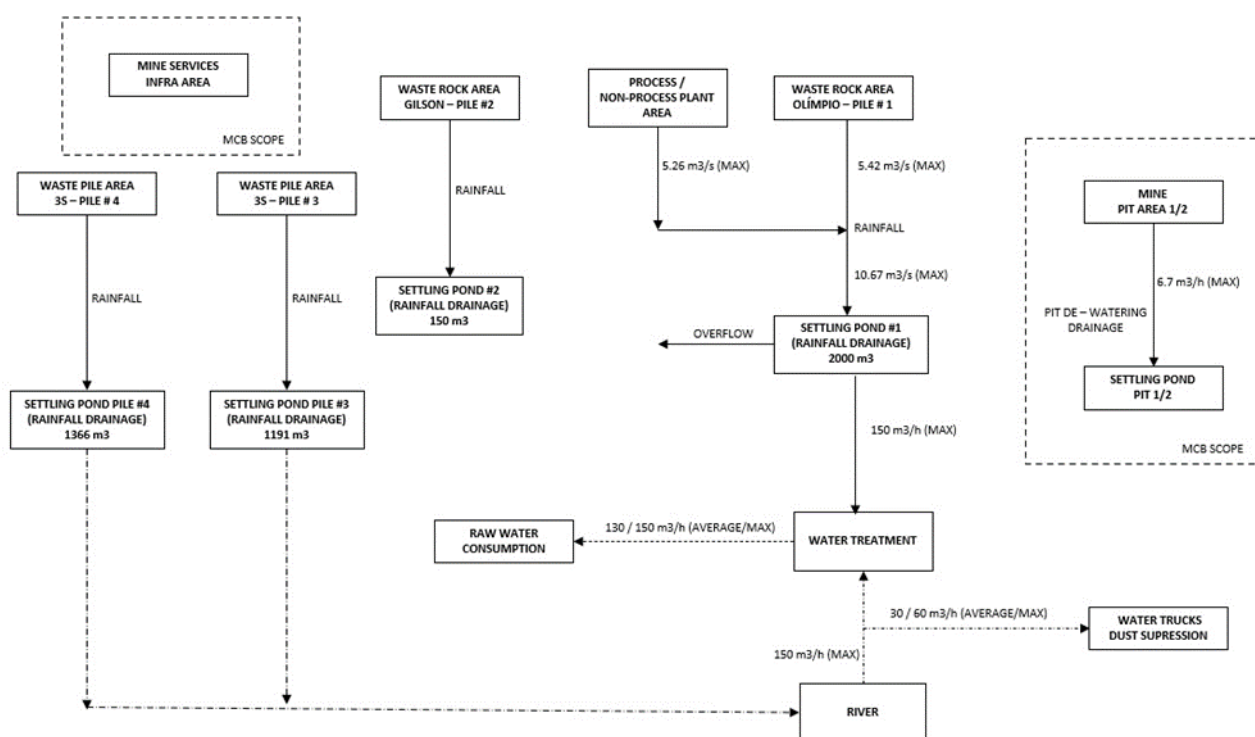 MINE SERVICES
INFRA AREA
MCB SCOPE
WASTE ROCK AREA
GILSON – PILE #2
PROCESS /
NON-PROCESS PLANT
AREA
WASTE ROCK AREA
OLÍMPIO – PILE # 1
5.26 m3/s (MAX)
5.42 m3/s (MAX)
WASTE PILE AREA
3S – PILE # 4
WASTE PILE AREA
3S – PILE # 3
RAINFALL
RAINFALL
MINE
PIT AREA 1/2
RAINFALL
RAINFALL
SETTLING POND #2
(RAINFALL DRAINAGE)
150 m3
10.67 m3/s (MAX)
6.7 m3/h (MAX)
PIT DE – WATERING
DRAINAGE
OVERFLOW
SETTLING POND #1
(RAINFALL DRAINAGE)
2000 m3
SETTLING POND
PIT 1/2
SETTLING POND PILE #4
(RAINFALL DRAINAGE)
1366 m3
SETTLING POND PILE #3
(RAINFALL DRAINAGE)
1191 m3
150 m3/h (MAX)
MCB SCOPE
RAW WATER
CONSUMPTION
130 / 150 m3/h (AVERAGE/MAX)
WATER TREATMENT
30 / 60 m3/h (AVERAGE/MAX)
WATER TRUCKS
DUST SUPRESSION
150 m3/h (MAX)
RIVER